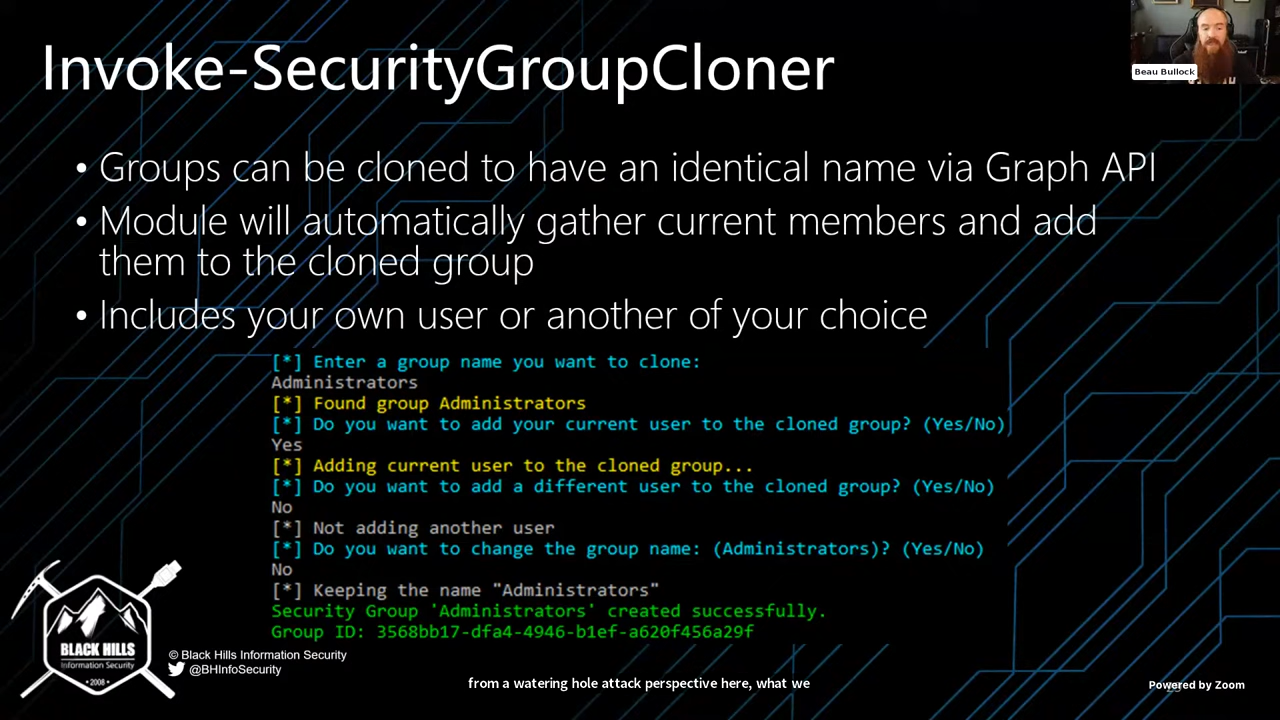 Invoke-SecurityGroupCloner
Beau Bullock
• Groups can be cloned to have an identical name via Graph API
• Module will automatically gather current members and add
them to the cloned group
• Includes your own user or another of your choice
[*] Enter a group name you want to clone:
Administrators
[*] Found group Administrators
[*] Do you want to add your current user to the cloned group? (Yes/No)
Yes
[*] Adding current user to the cloned group...
[*] Do you want to add a different user to the cloned group? (Yes/No)
No
[*] Not adding another user
[*] Do you want to change the group name: (Administrators)? (Yes/No)
No
[*] Keeping the name "Administrators"
Security Group 'Administrators' created successfully.
Group ID: 3568bb17-dfa4-4946-b1ef-a620f456a29f
BLACK HILLS
Information Security
• 2008 •
© Black Hills Information Security
@BHInfoSecurity
from a watering hole attack perspective here, what we
Powered by Zoom